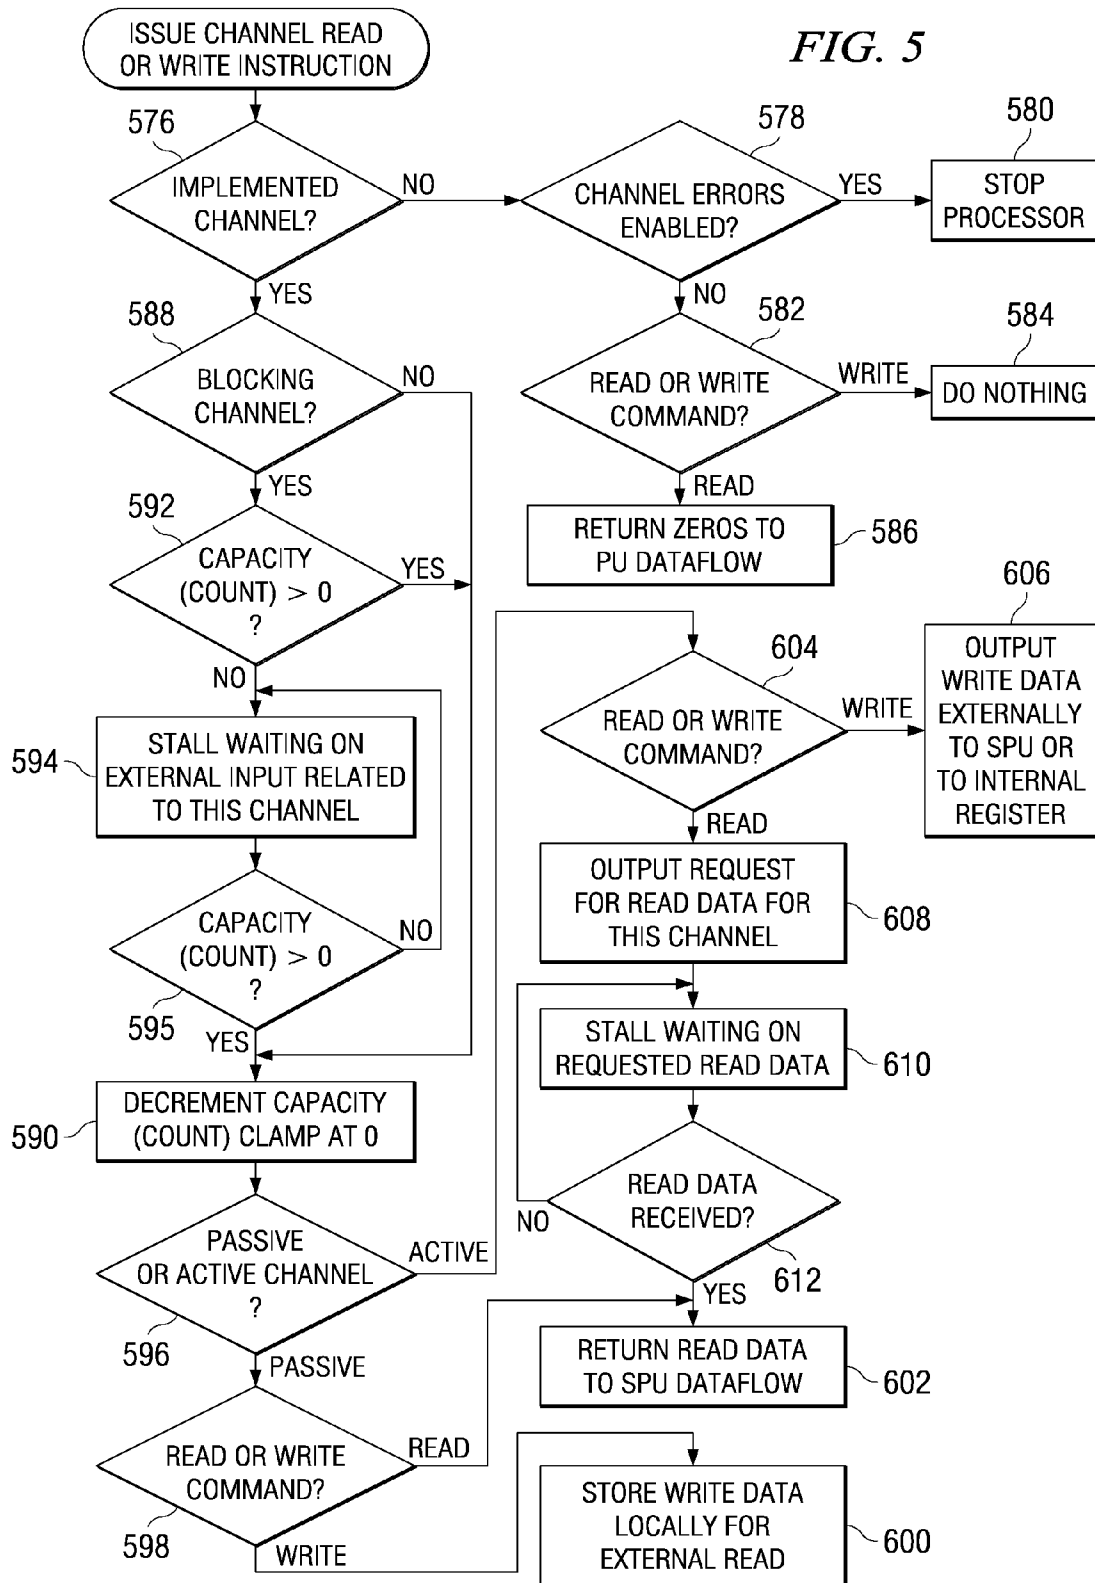 FIG. 5
ISSUE CHANNEL READ
OR WRITE INSTRUCTION
576
IMPLEMENTED
CHANNEL?
NO
YES
578
CHANNEL ERRORS
ENABLED?
YES
NO
580
STOP
PROCESSOR
588
BLOCKING
CHANNEL?
NO
YES
582
READ OR WRITE
COMMAND?
WRITE
READ
584
DO NOTHING
592
CAPACITY
(COUNT) > 0
?
YES
NO
RETURN ZEROS TO
PU DATAFLOW
586
594
STALL WAITING ON
EXTERNAL INPUT RELATED
TO THIS CHANNEL
604
READ OR WRITE
COMMAND?
WRITE
READ
606
OUTPUT
WRITE DATA
EXTERNALLY
TO SPU OR
TO INTERNAL
REGISTER
CAPACITY
(COUNT) > 0
?
NO
595
YES
OUTPUT REQUEST
FOR READ DATA FOR
THIS CHANNEL
608
STALL WAITING ON
REQUESTED READ DATA
610
590
DECREMENT CAPACITY
(COUNT) CLAMP AT 0
READ DATA
RECEIVED?
NO
612
YES
PASSIVE
OR ACTIVE CHANNEL
?
ACTIVE
596
PASSIVE
RETURN READ DATA
TO SPU DATAFLOW
602
READ OR WRITE
COMMAND?
READ
598
WRITE
STORE WRITE DATA
LOCALLY FOR
EXTERNAL READ
600